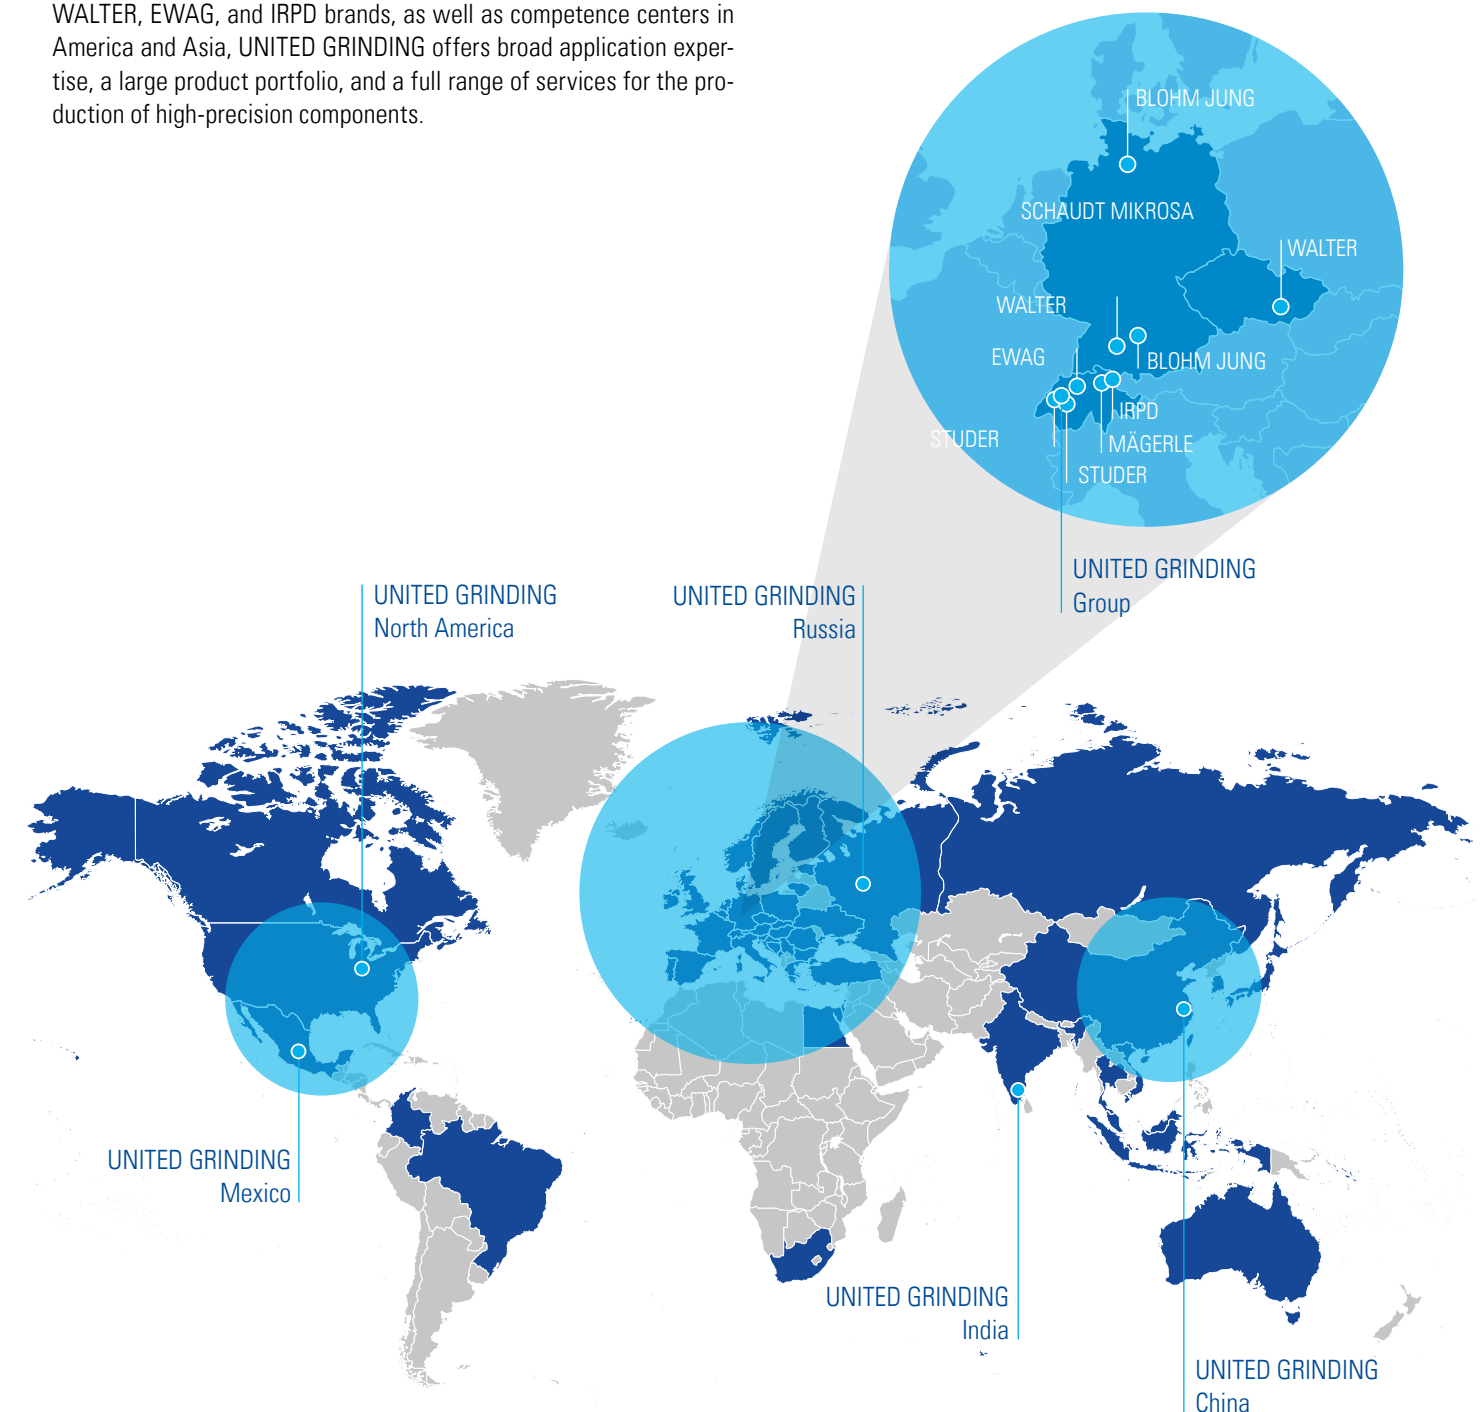 WALTER, EWAG, and IRPD brands, as well as competence centers in
America and Asia, UNITED GRINDING offers broad application exper-
tise, a large product portfolio, and a full range of services for the pro-
duction of high-precision components.
BLOHM JUNG
SCHAUDT MIKROSA
WALTER
WALTER
EWAG
BLOHM JUNG
IRPD
STUDER
MÄGERLE
STUDER
UNITED GRINDING
Group
UNITED GRINDING
North America
UNITED GRINDING
Russia
UNITED GRINDING
Mexico
UNITED GRINDING
India
UNITED GRINDING
China